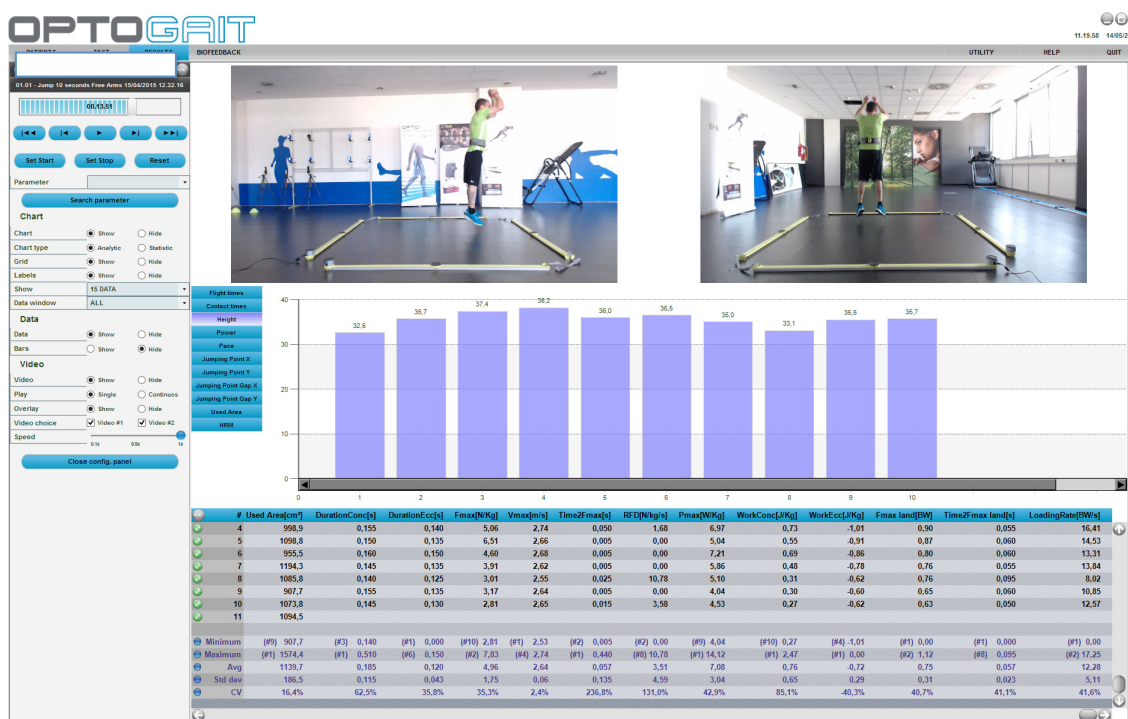 OPTOGAIT
11.19.58 14/05/2
BIOFEEDBACK UTILITY HELP QUIT
01.01 - Jump 10 seconds Free Arms 15/04/2015 12.32.16
00.13,51
Set Start Set Stop Reset
Parameter
Search parameter
Chart
Chart Show Hide
Chart type Analytic Statistic
Grid Show Hide
Labels Show Hide
Show 15 DATA
Data window ALL
Data
Data Show Hide
Bars Show Hide
Video
Video Show Hide
Play Single Continuos
Overlay Show Hide
Video choice Video #1 Video #2
Speed
0.1x 0.5x 1x
Close config. panel
Flight times
Contact times
Height
Power
Pace
Jumping Point X
Jumping Point Y
Jumping Point Gap X
Jumping Point Gap Y
Used Area
HRM
40
30
20
10
0
32,6 35,7 37,4 38,2 36,0 36,5 35,0 33,1 35,5 35,7
0 1 2 3 4 5 6 7 8 9 10
# Used Area[cm²] DurationConc[s] DurationEcc[s] Fmax[N/Kg] Vmax[m/s] Time2Fmax[s] RFD[N/kg/s] Pmax[W/Kg] WorkConc[J/Kg] WorkEcc[J/Kg] Fmax land[BW] Time2Fmax land[s] LoadingRate[BW/s]
4 998,9 0,155 0,140 5,06 2,74 0,050 1,68 6,97 0,73 -1,01 0,90 0,055 16,41
5 1098,8 0,150 0,135 6,51 2,66 0,005 0,00 5,04 0,55 -0,91 0,87 0,060 14,53
6 955,5 0,160 0,150 4,60 2,68 0,005 0,00 7,21 0,69 -0,86 0,80 0,060 13,31
7 1194,3 0,145 0,135 3,91 2,62 0,005 0,00 5,86 0,48 -0,78 0,76 0,055 13,84
8 1085,8 0,140 0,125 3,01 2,55 0,025 10,78 5,10 0,31 -0,62 0,76 0,095 8,02
9 907,7 0,155 0,135 3,17 2,64 0,005 0,00 4,04 0,30 -0,60 0,65 0,060 10,85
10 1073,8 0,145 0,130 2,81 2,65 0,015 3,58 4,53 0,27 -0,62 0,63 0,050 12,57
11 1094,5
Minimum (#9) 907,7 (#3) 0,140 (#1) 0,000 (#10) 2,81 (#1) 2,53 (#2) 0,005 (#2) 0,00 (#9) 4,04 (#10) 0,27 (#4) -1,01 (#1) 0,00 (#1) 0,000 (#1) 0,00
Maximum (#1) 1574,4 (#1) 0,510 (#6) 0,150 (#2) 7,83 (#4) 2,74 (#1) 0,440 (#8) 10,78 (#1) 14,12 (#1) 2,47 (#1) 0,00 (#2) 1,12 (#8) 0,095 (#2) 17,25
Avg 1139,7 0,185 0,120 4,96 2,64 0,057 3,51 7,08 0,76 -0,72 0,75 0,057 12,28
Std dev 186,5 0,115 0,043 1,75 0,06 0,135 4,59 3,04 0,65 0,29 0,31 0,023 5,11
CV 16,4% 62,5% 35,8% 35,3% 2,4% 236,8% 131,0% 42,9% 85,1% -40,3% 40,7% 41,1% 41,6%